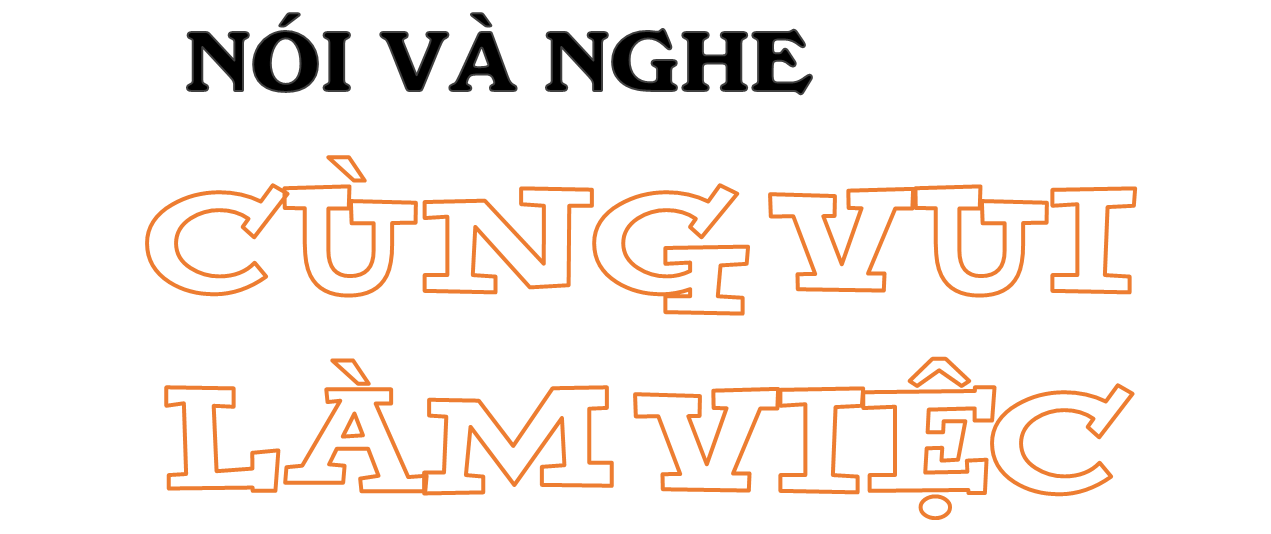 NÓI VÀ NGHE
CÙNG VUI
LÀM VIỆC